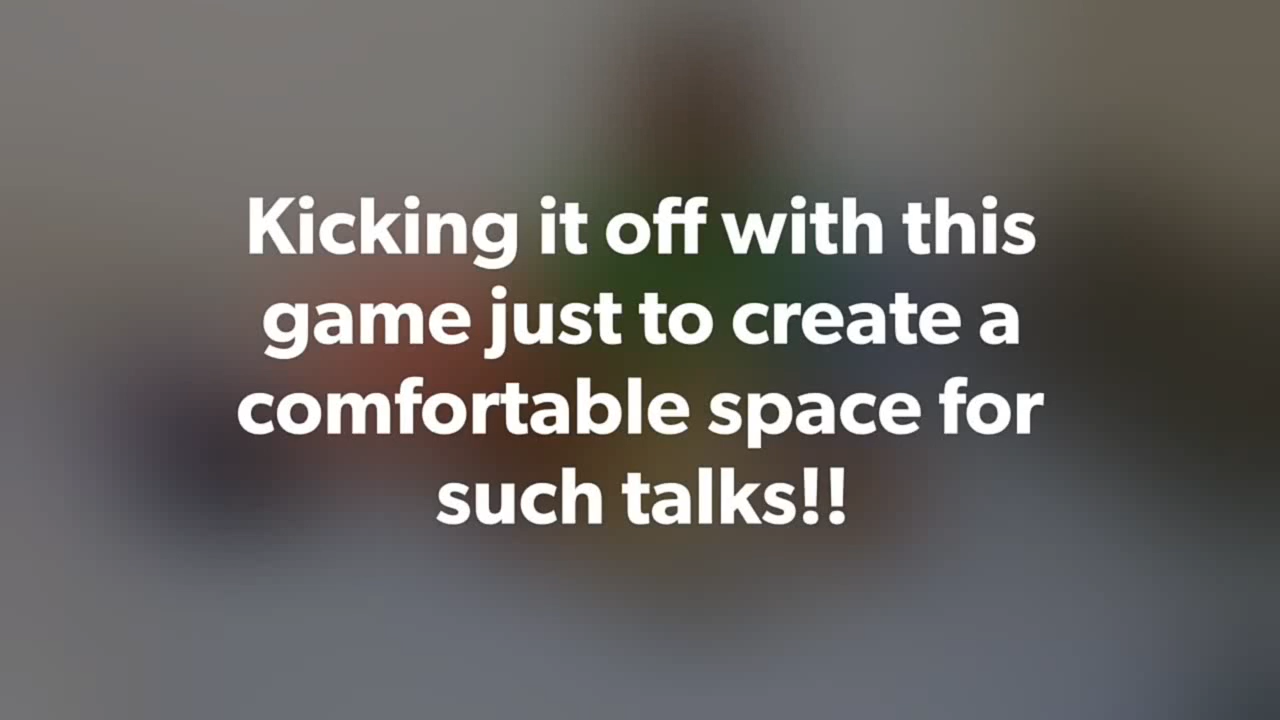 Kicking it off with this
game just to create a
comfortable space for
such talks!!